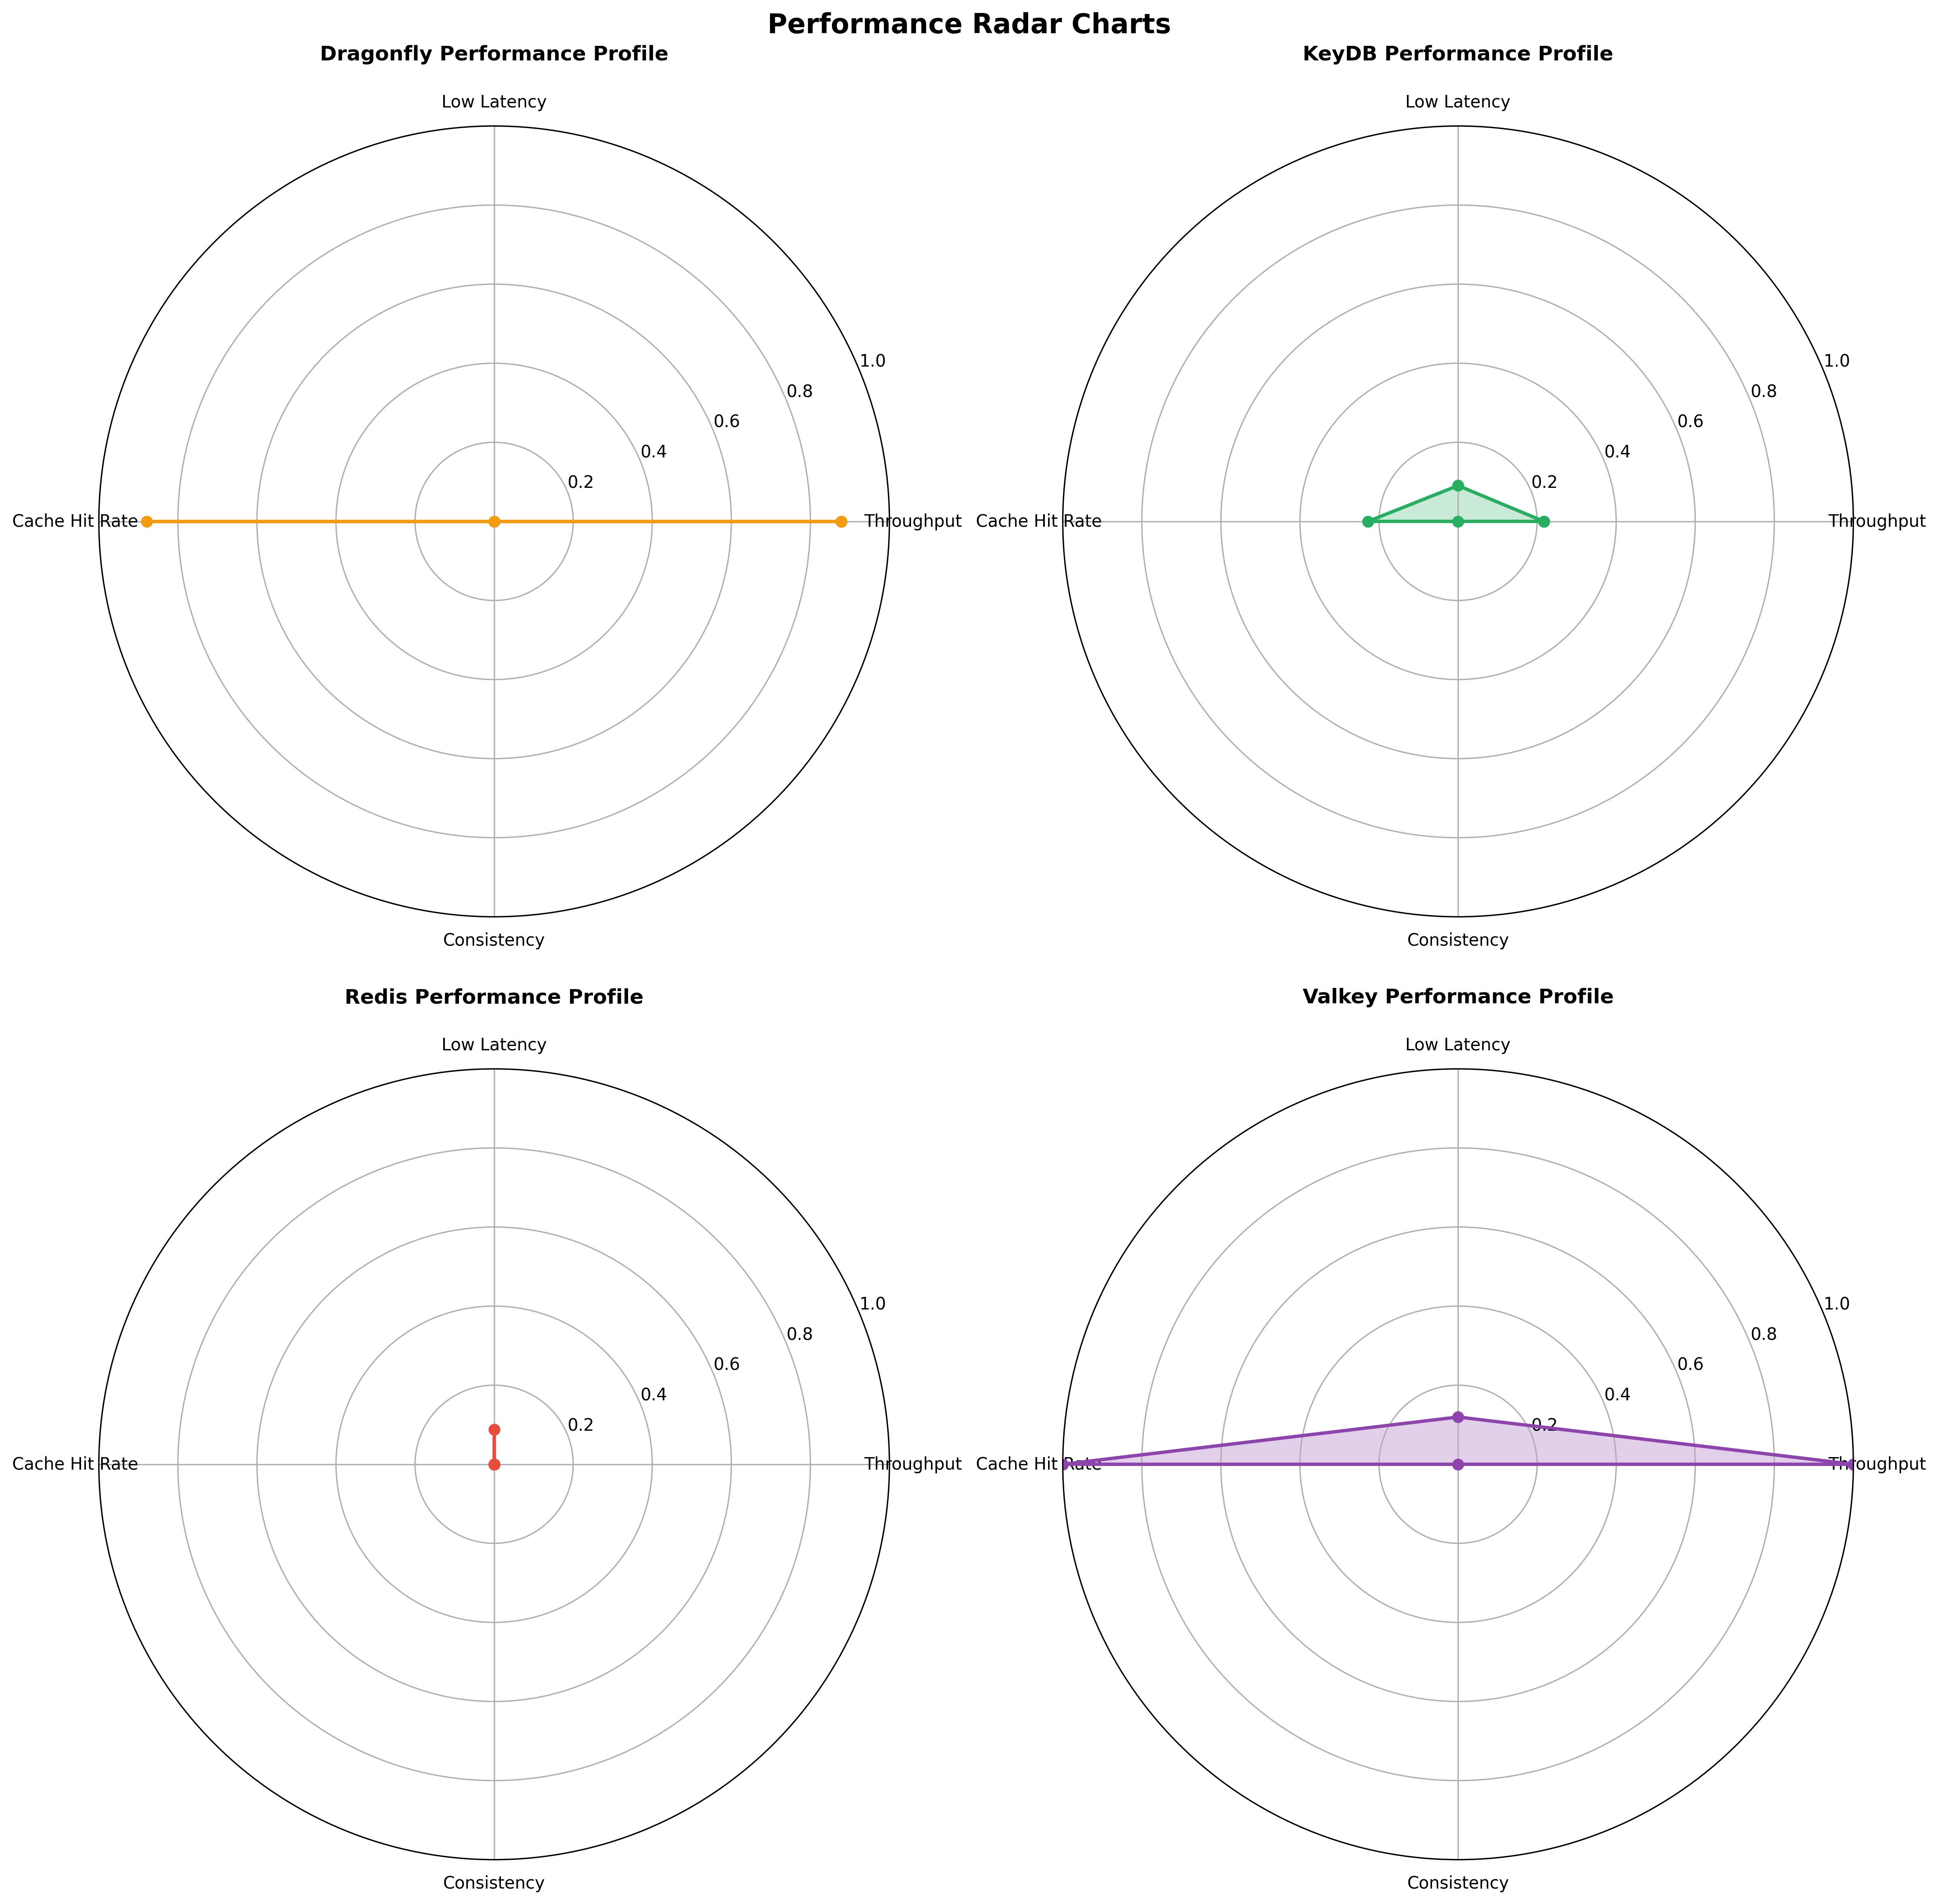 Performance Radar Charts
Dragonfly Performance Profile
Low Latency
1.0
0.8
0.6
0.4
0.2
Cache Hit Rate
Throughput
Consistency
KeyDB Performance Profile
Low Latency
1.0
0.8
0.6
0.4
0.2
Cache Hit Rate
Throughput
Consistency
Redis Performance Profile
Low Latency
1.0
0.8
0.6
0.4
0.2
Cache Hit Rate
Throughput
Consistency
Valkey Performance Profile
Low Latency
1.0
0.8
0.6
0.4
0.2
Cache Hit Rate
Throughput
Consistency